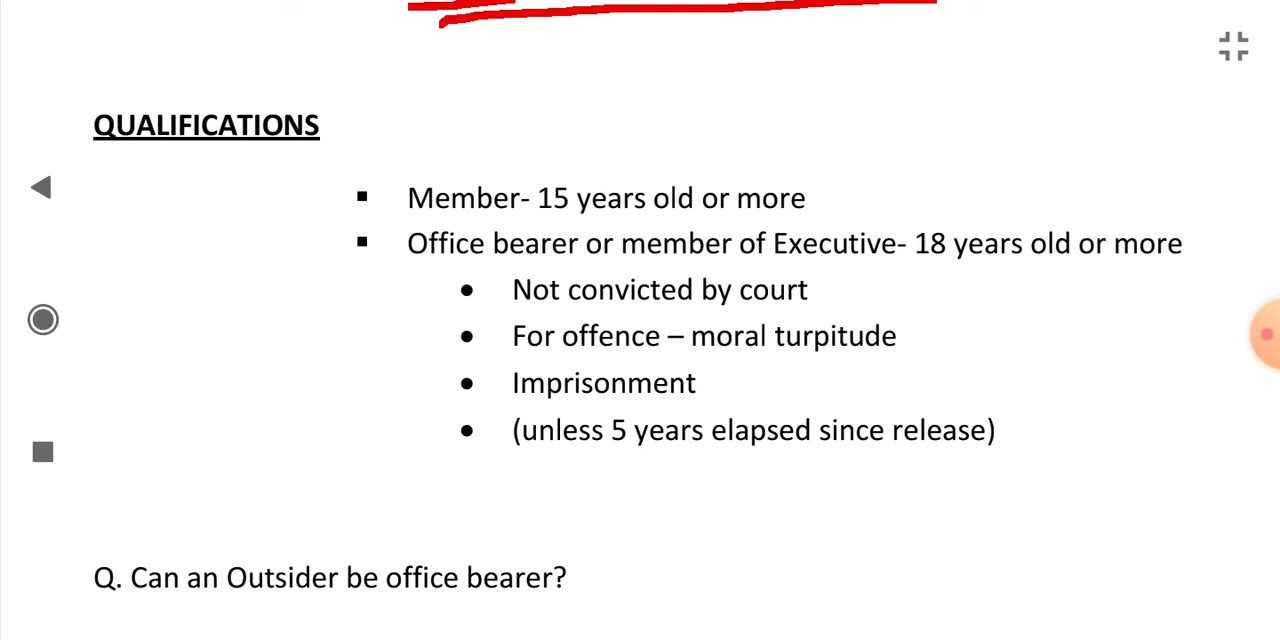 QUALIFICATIONS
▪ Member- 15 years old or more
▪ Office bearer or member of Executive- 18 years old or more
• Not convicted by court
• For offence – moral turpitude
• Imprisonment
• (unless 5 years elapsed since release)
Q. Can an Outsider be office bearer?